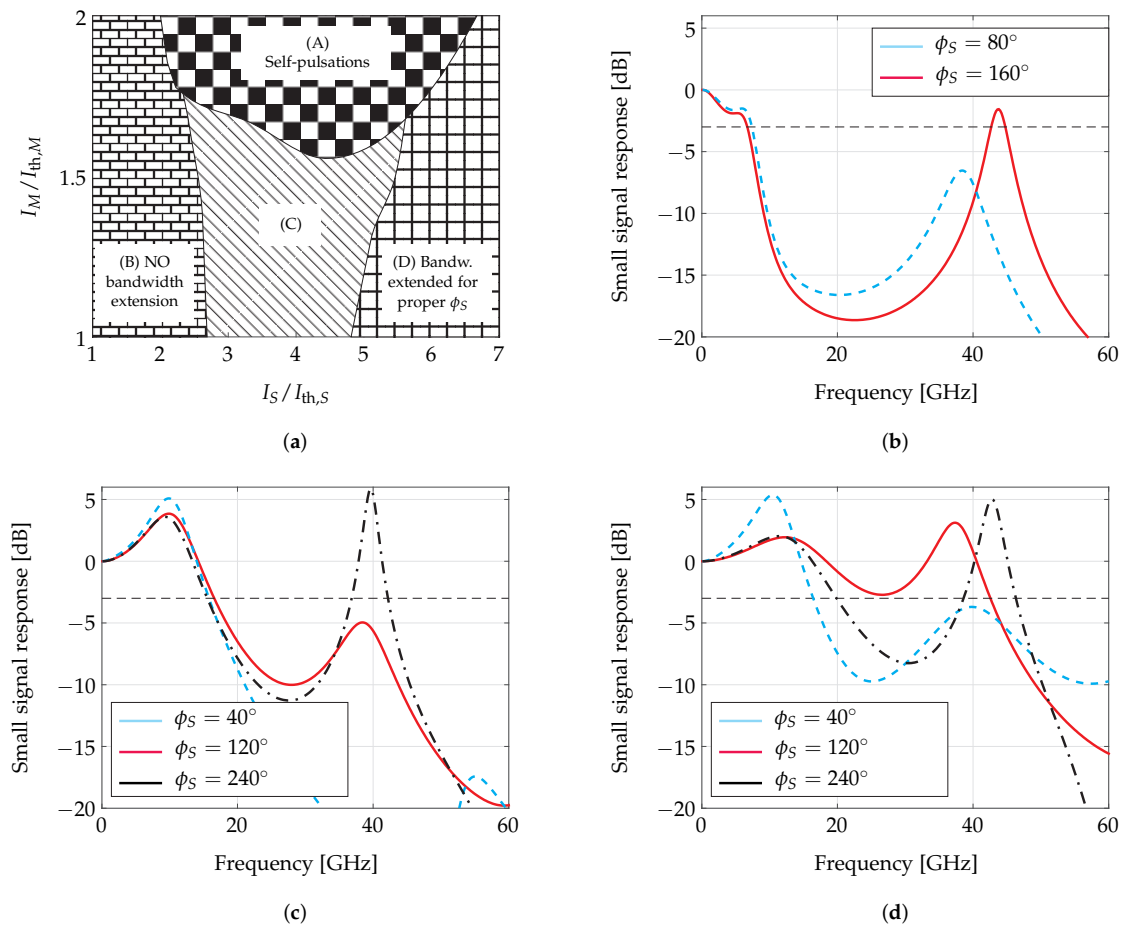 2
1.5
1
I_M / I_th,M
(A)
Self-pulsations
(C)
(B) NO
bandwidth
extension
(D) Bandw.
extended for
proper ϕ_S
1 2 3 4 5 6 7
I_S / I_th,S
(a)
5
0
−5
−10
−15
−20
Small signal response [dB]
ϕ_S = 80°
ϕ_S = 160°
0 20 40 60
Frequency [GHz]
(b)
5
0
−5
−10
−15
−20
Small signal response [dB]
ϕ_S = 40°
ϕ_S = 120°
ϕ_S = 240°
0 20 40 60
Frequency [GHz]
(c)
5
0
−5
−10
−15
−20
Small signal response [dB]
ϕ_S = 40°
ϕ_S = 120°
ϕ_S = 240°
0 20 40 60
Frequency [GHz]
(d)